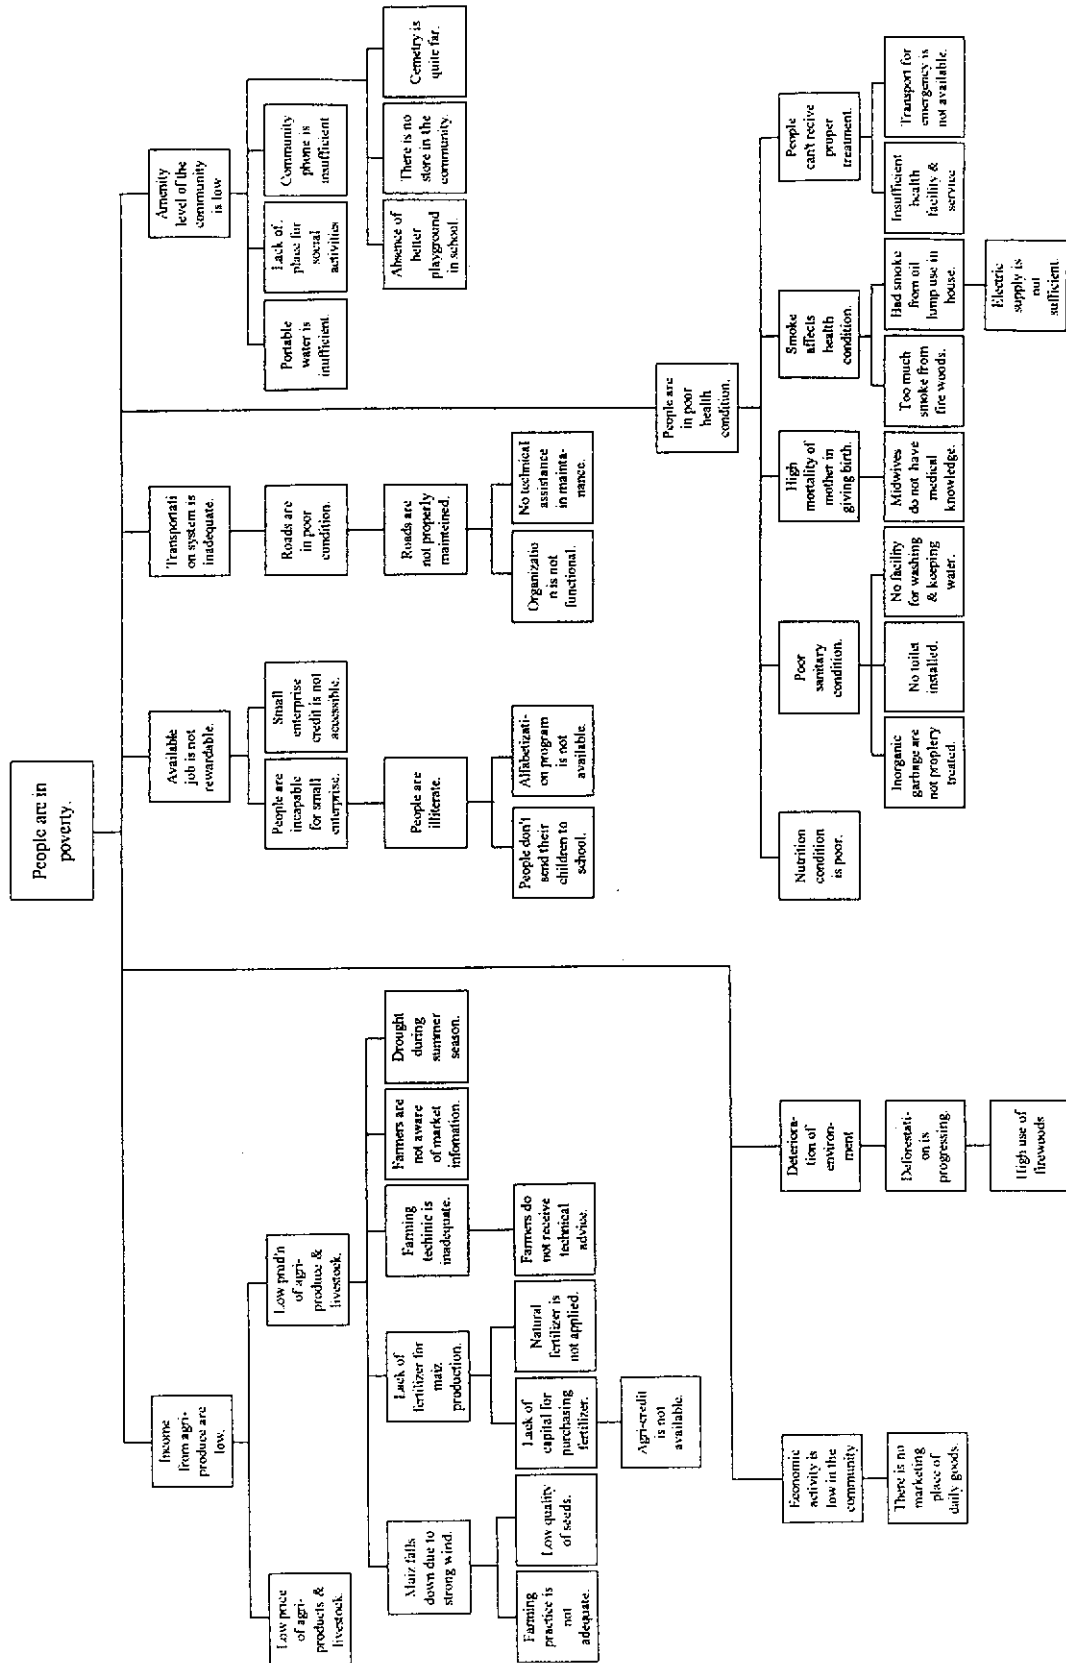 People are in
poverty.
Income
from agri-
produce are
low.
Available
job is not
rewardable.
Transportati
on system is
inadequate.
Amenity
level of the
community
is low
Low price
of agri-
products &
livestock.
Low prod'n
of agri-
produce &
livestock.
People are
incapable
for small
enterprise.
Small
enterprise
credit is not
accessible.
Roads are
in poor
condition.
Portable
water is
inufficient.
Lack of
place for
social
activities
Community
phone is
insufficient
Maiz falls
down due to
strong wind.
Lack of
fertilizer for
maiz
production.
Farming
techinic is
inadequate.
Farmers are
not aware
of market
infomation.
Drought
during
summer
season.
People are
illiterate.
Roads are
not properly
mainteined.
Absence of
better
playground
in school.
There is no
store in the
community.
Cemetry is
quite far.
Farming
practice is
not
adequate.
Low quality
of seeds.
Lack of
capital for
purchasing
fertilizer.
Natural
fertilizer is
not applied.
Farmers do
not receive
technical
advice.
People don't
send their
children to
school.
Alfabetizati-
on program
is not
available.
Organizatio
n is not
functional.
No technical
assistance
in mainta-
nance.
Agri-credit
is not
available.
People are
in poor
health
condition.
Economic
activity is
low in the
community
Deteriora-
tion of
environ-
ment
Nutrition
condition
is poor.
Poor
sanitary
condition.
High
mortality of
mother in
giving birth.
Smoke
affects
health
condition.
People
can't recive
proper
treatment.
There is no
marketing
place of
daily goods.
Deforestati-
on is
progressing.
Inorganic
garbage are
not proplery
treated.
No toilet
installed.
No facility
for washing
& keeping
water.
Midwives
do not have
medical
knowledge.
Too much
smoke from
fire woods.
Bad smoke
from oil
lump use in
house.
Insufficient
health
facility &
service
Transport for
emergency is
not available.
High use of
firewoods
Electric
supply is
not
sufficient.